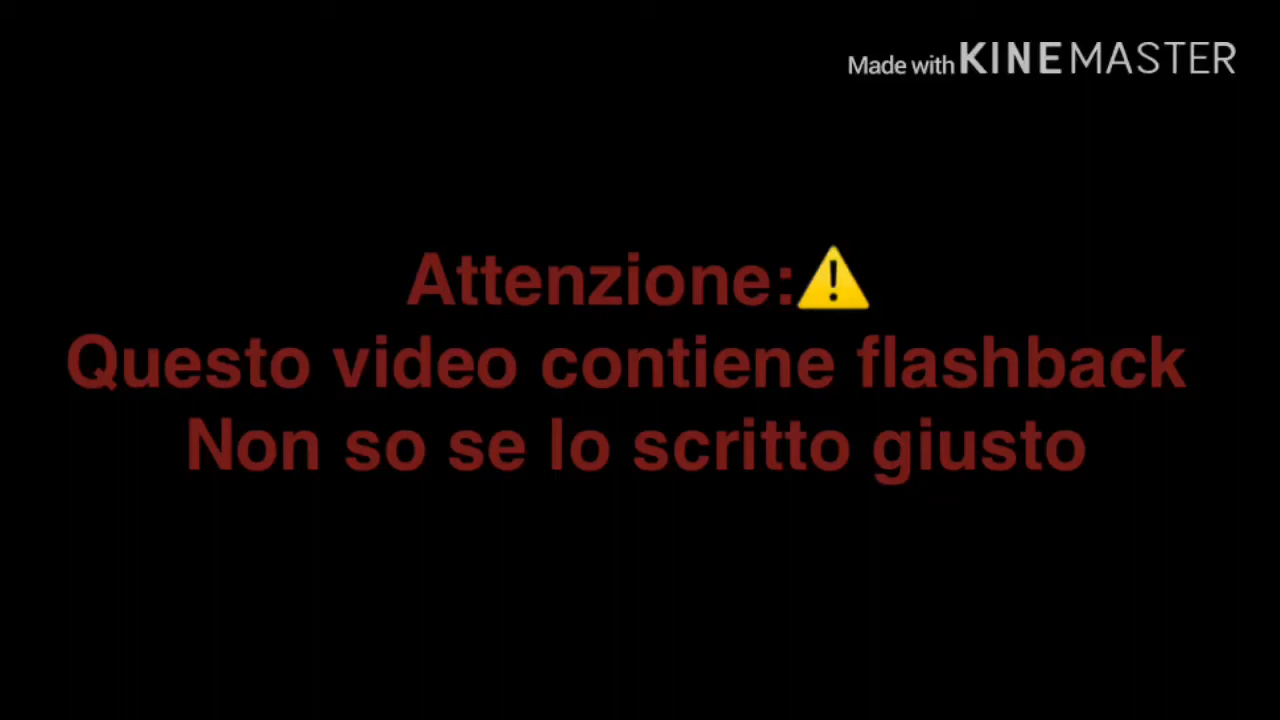 Made with KINEMASTER
Attenzione:⚠️
Questo video contiene flashback
Non so se lo scritto giusto